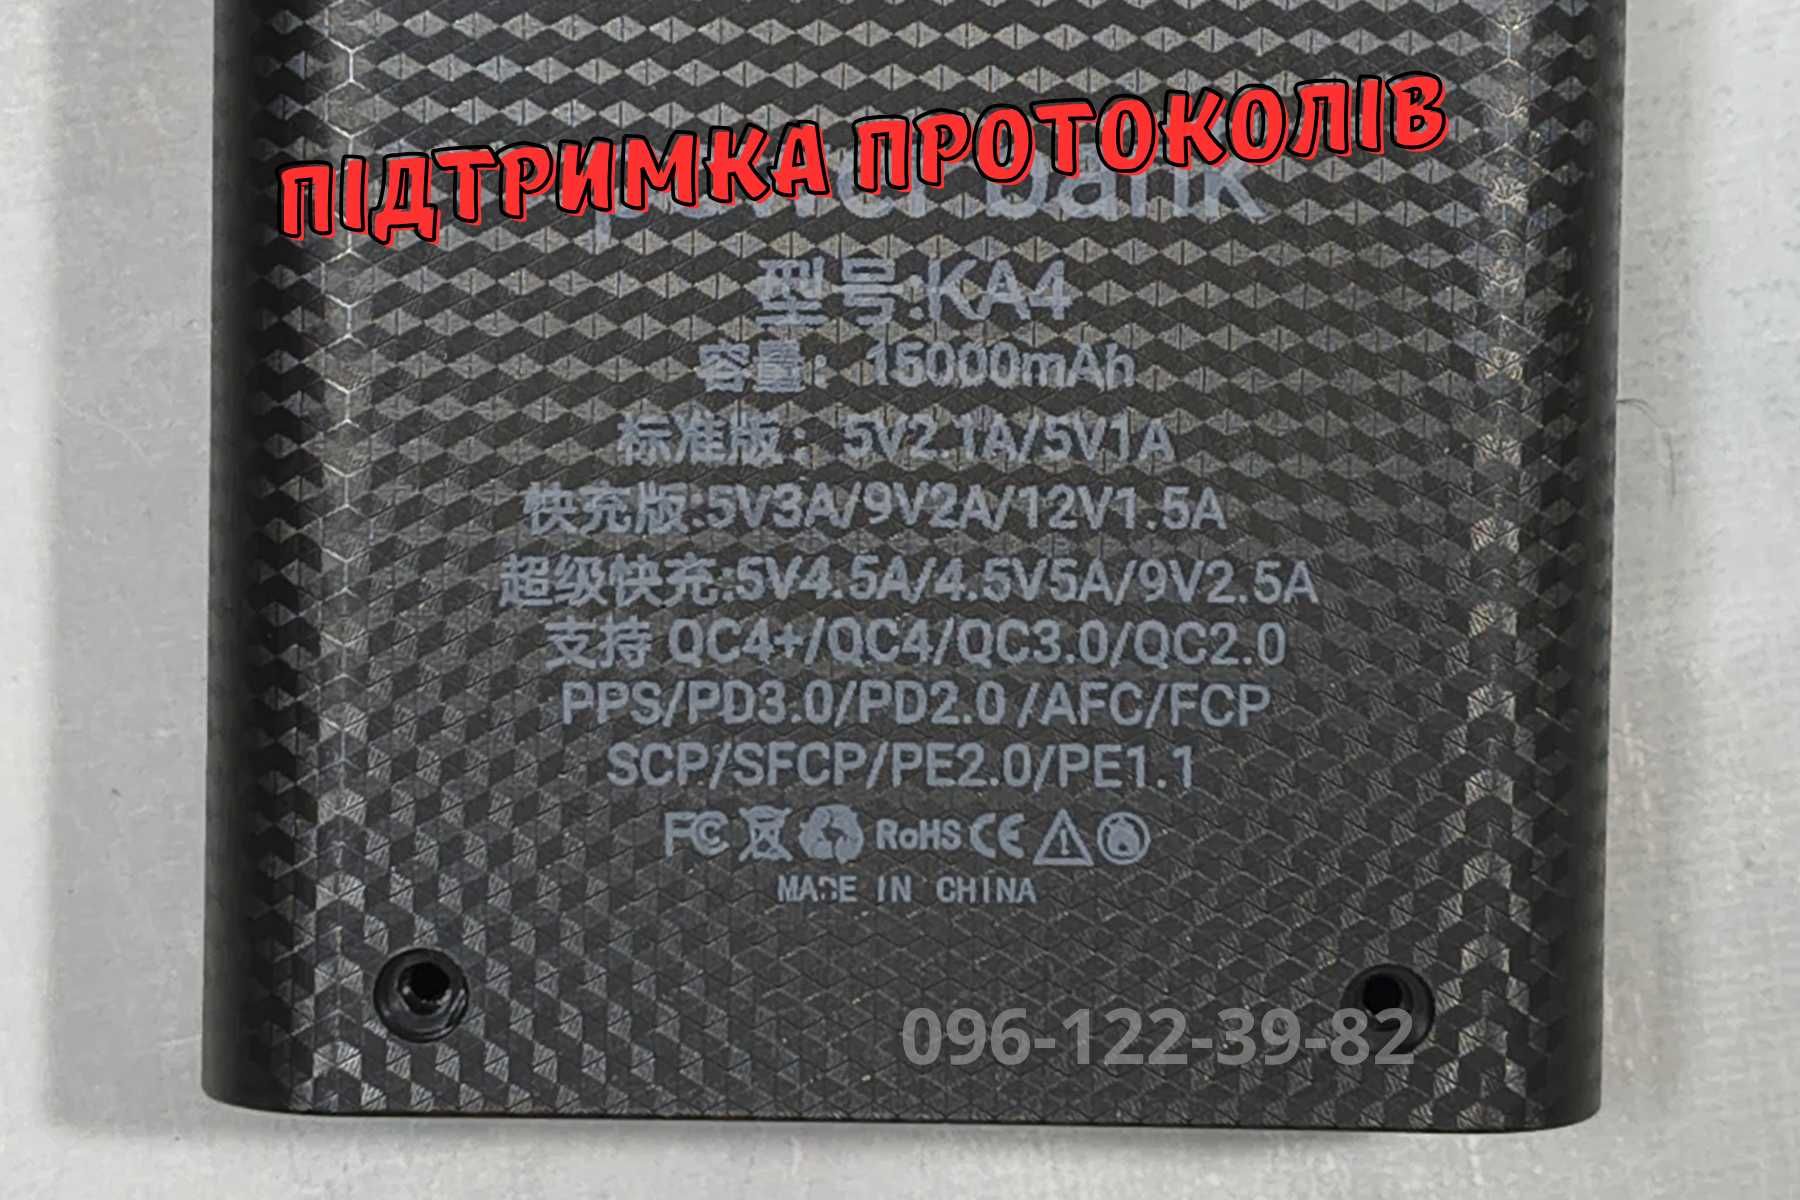 ПІДТРИМКА ПРОТОКОЛІВ
power bank
型号:KA4
容量：15000mAh
标准版：5V2.1A/5V1A
快充版:5V3A/9V2A/12V1.5A
超级快充:5V4.5A/4.5V5A/9V2.5A
支持 QC4+/QC4/QC3.0/QC2.0
PPS/PD3.0/PD2.0/AFC/FCP
SCP/SFCP/PE2.0/PE1.1
FC RoHS CE
MADE IN CHINA
096-122-39-82